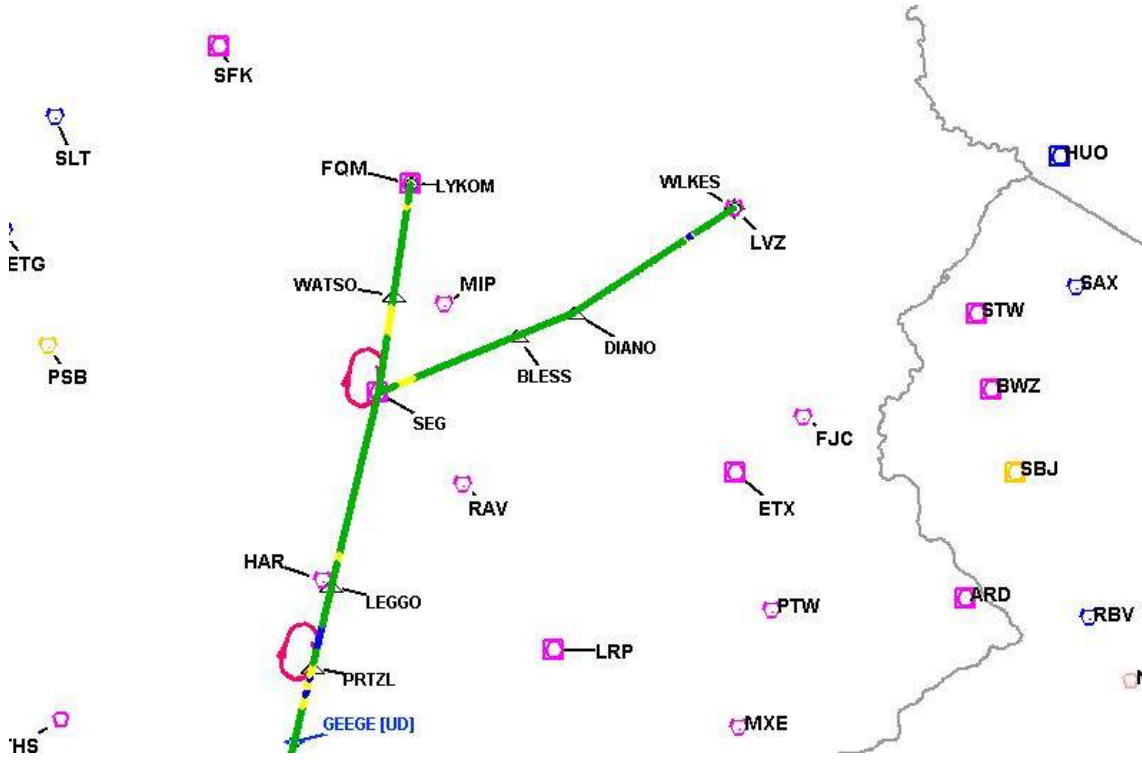 SFK
SLT
HUO
FQM
LYKOM
WLKES
LVZ
ETG
WATSO
MIP
SAX
STW
DIANO
PSB
BLESS
BWZ
SEG
FJC
SBJ
RAV
ETX
HAR
LEGGO
ARD
PTW
RBV
LRP
PRTZL
GEEGE [UD]
MXE